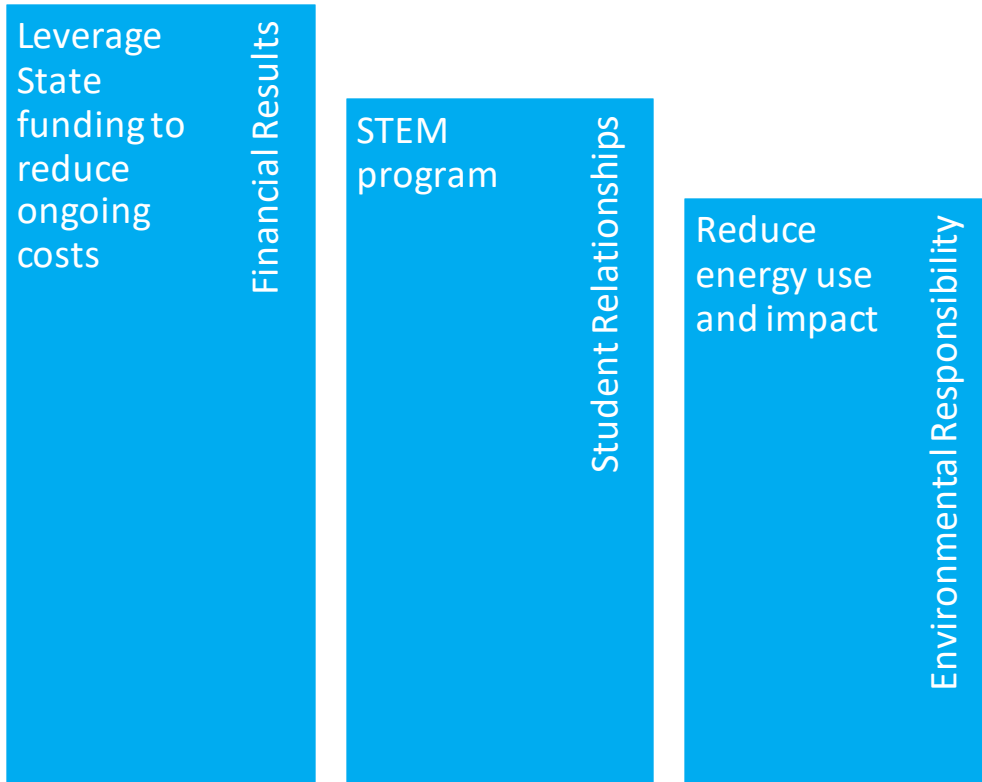 Leverage
State
funding to
reduce
ongoing
costs
Financial Results
STEM
program
Student Relationships
Reduce
energy use
and impact
Environmental Responsibility